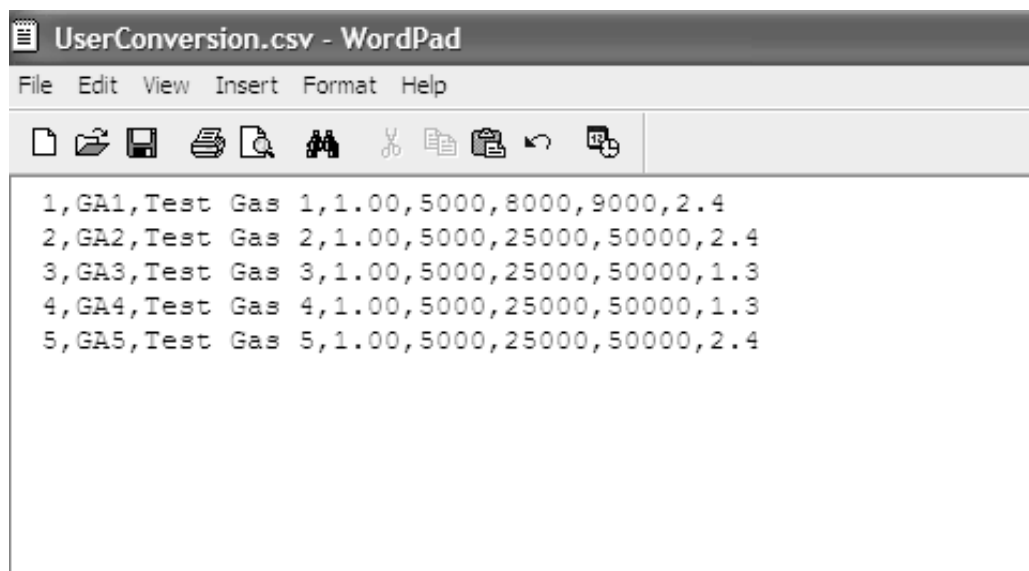 UserConversion.csv - WordPad
File Edit View Insert Format Help
1,GA1,Test Gas 1,1.00,5000,8000,9000,2.4
2,GA2,Test Gas 2,1.00,5000,25000,50000,2.4
3,GA3,Test Gas 3,1.00,5000,25000,50000,1.3
4,GA4,Test Gas 4,1.00,5000,25000,50000,1.3
5,GA5,Test Gas 5,1.00,5000,25000,50000,2.4